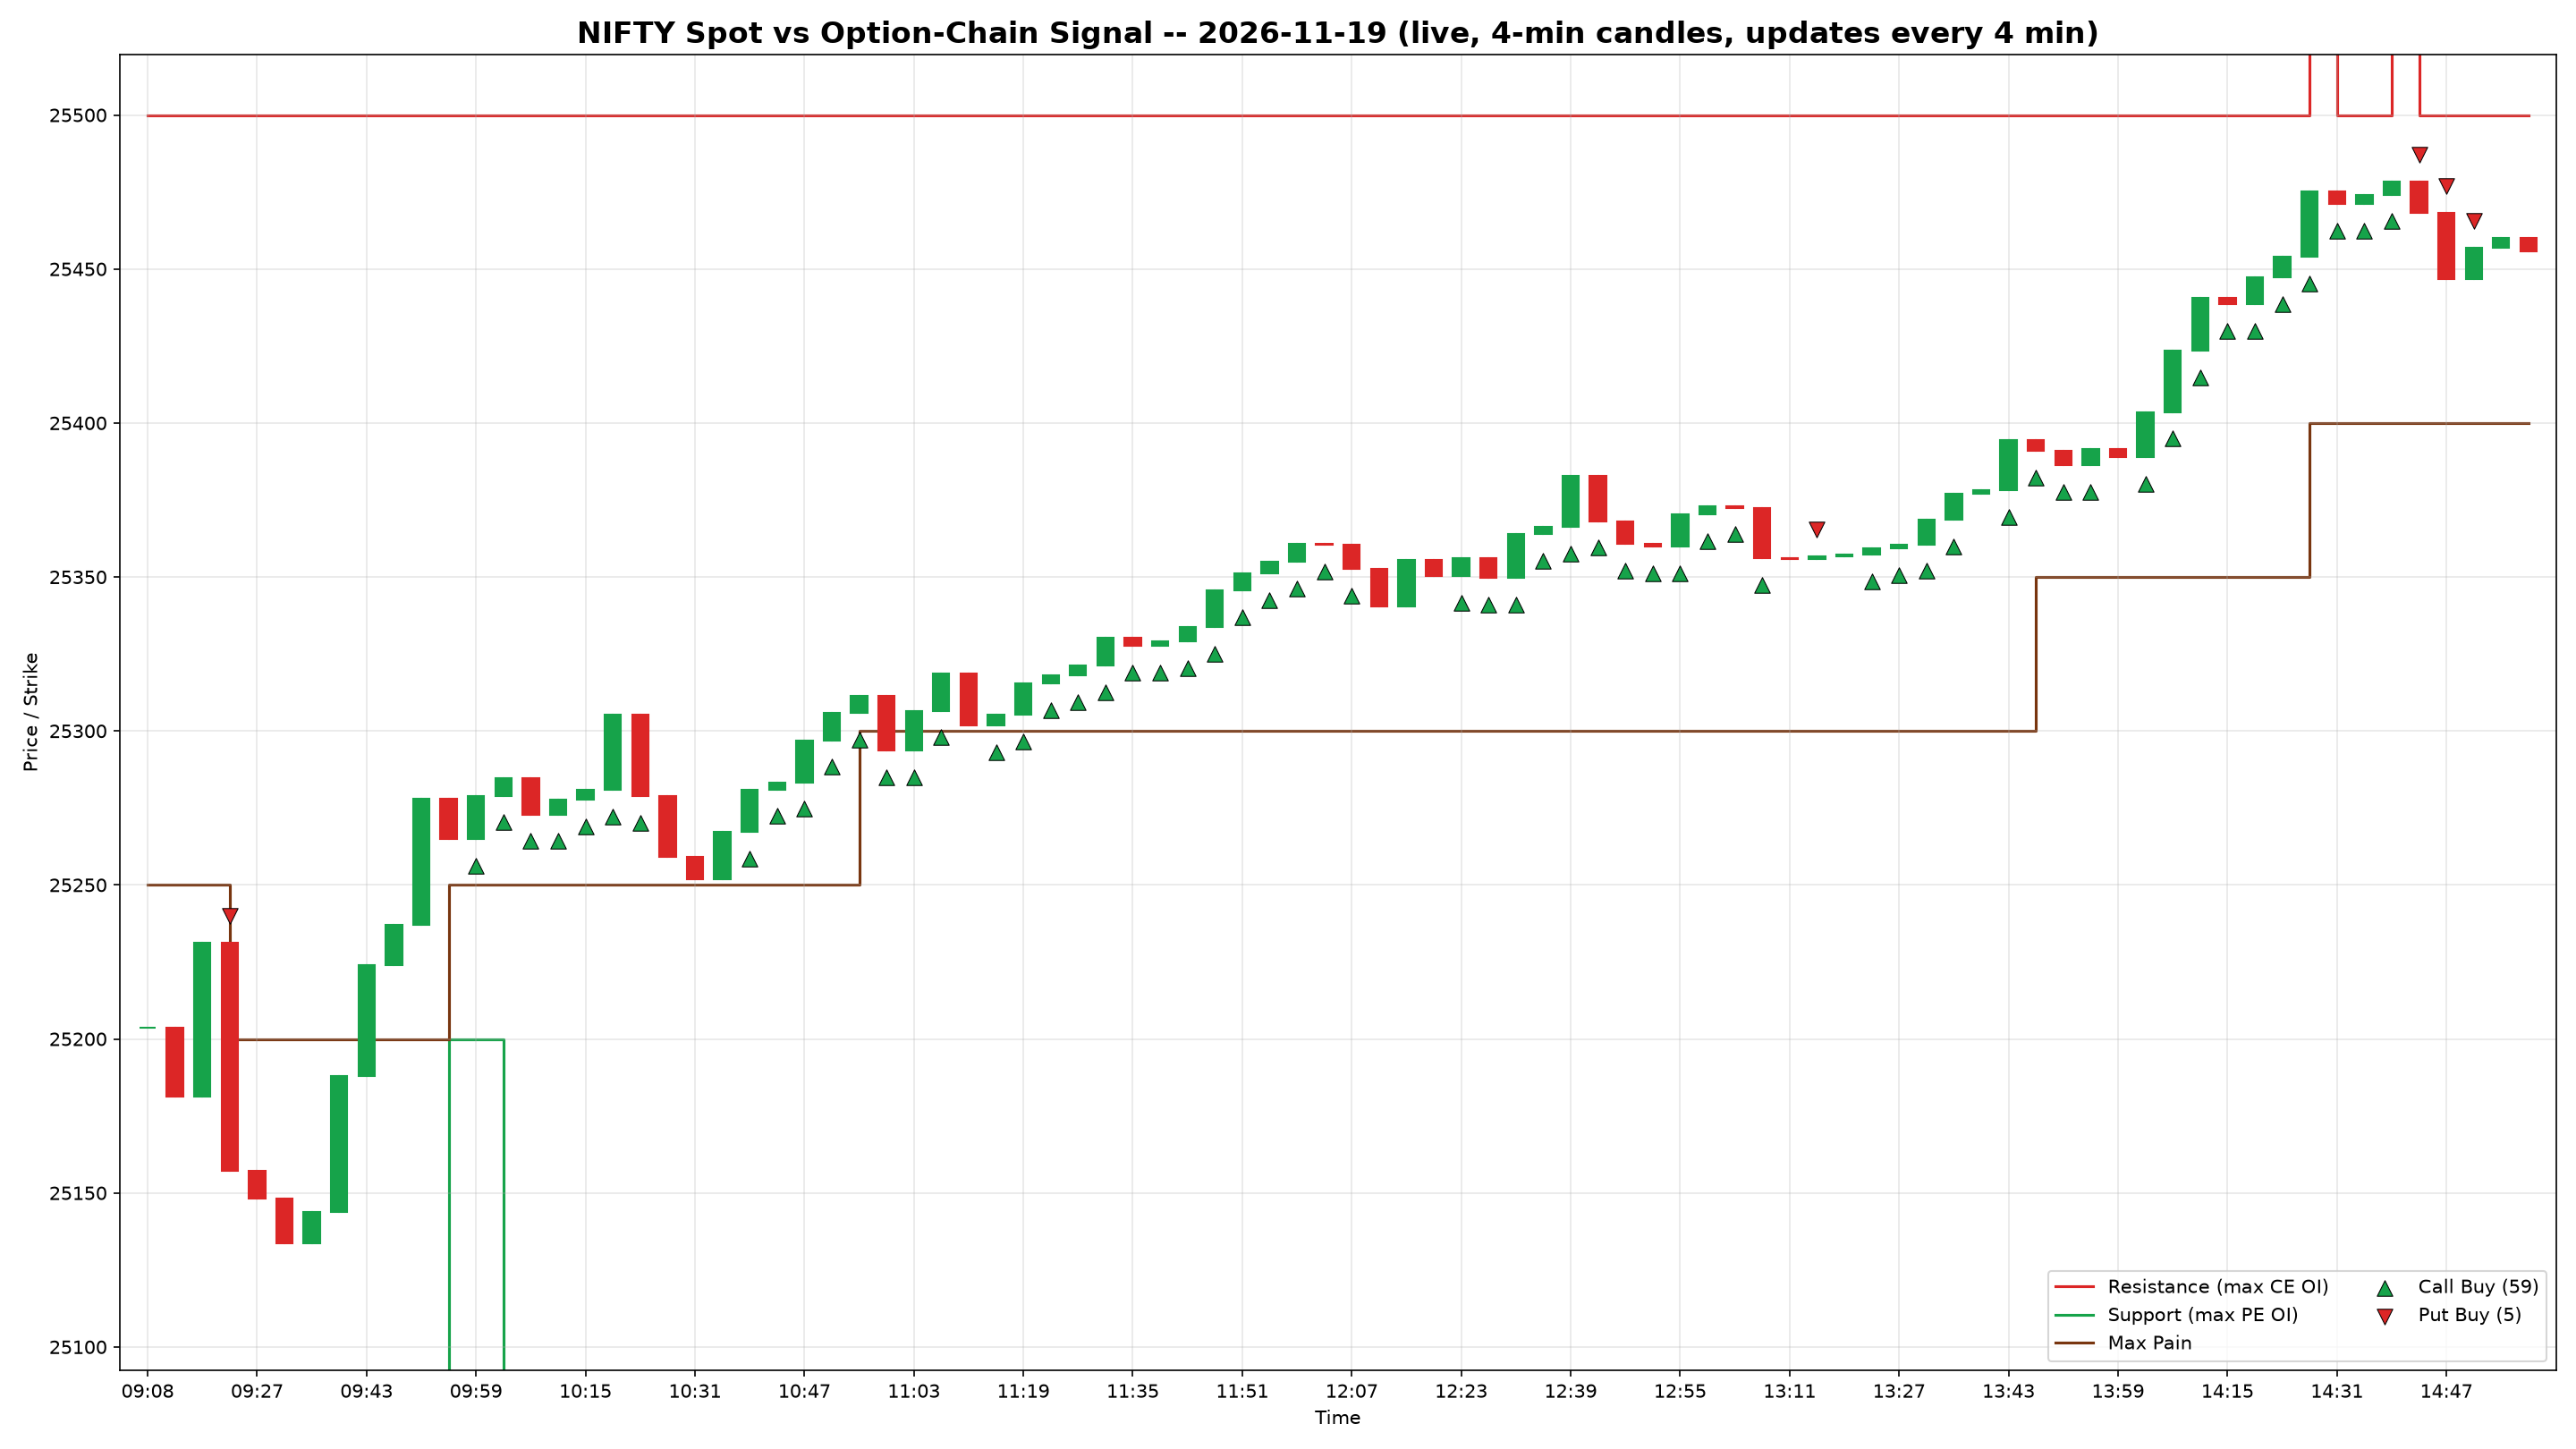 NIFTY Spot vs Option-Chain Signal -- 2026-11-19 (live, 4-min candles, updates every 4 min)
Price / Strike
25500
25450
25400
25350
25300
25250
25200
25150
25100
09:08 09:27 09:43 09:59 10:15 10:31 10:47 11:03 11:19 11:35 11:51 12:07 12:23 12:39 12:55 13:11 13:27 13:43 13:59 14:15 14:31 14:47
Time
Resistance (max CE OI)
Support (max PE OI)
Max Pain
Call Buy (59)
Put Buy (5)